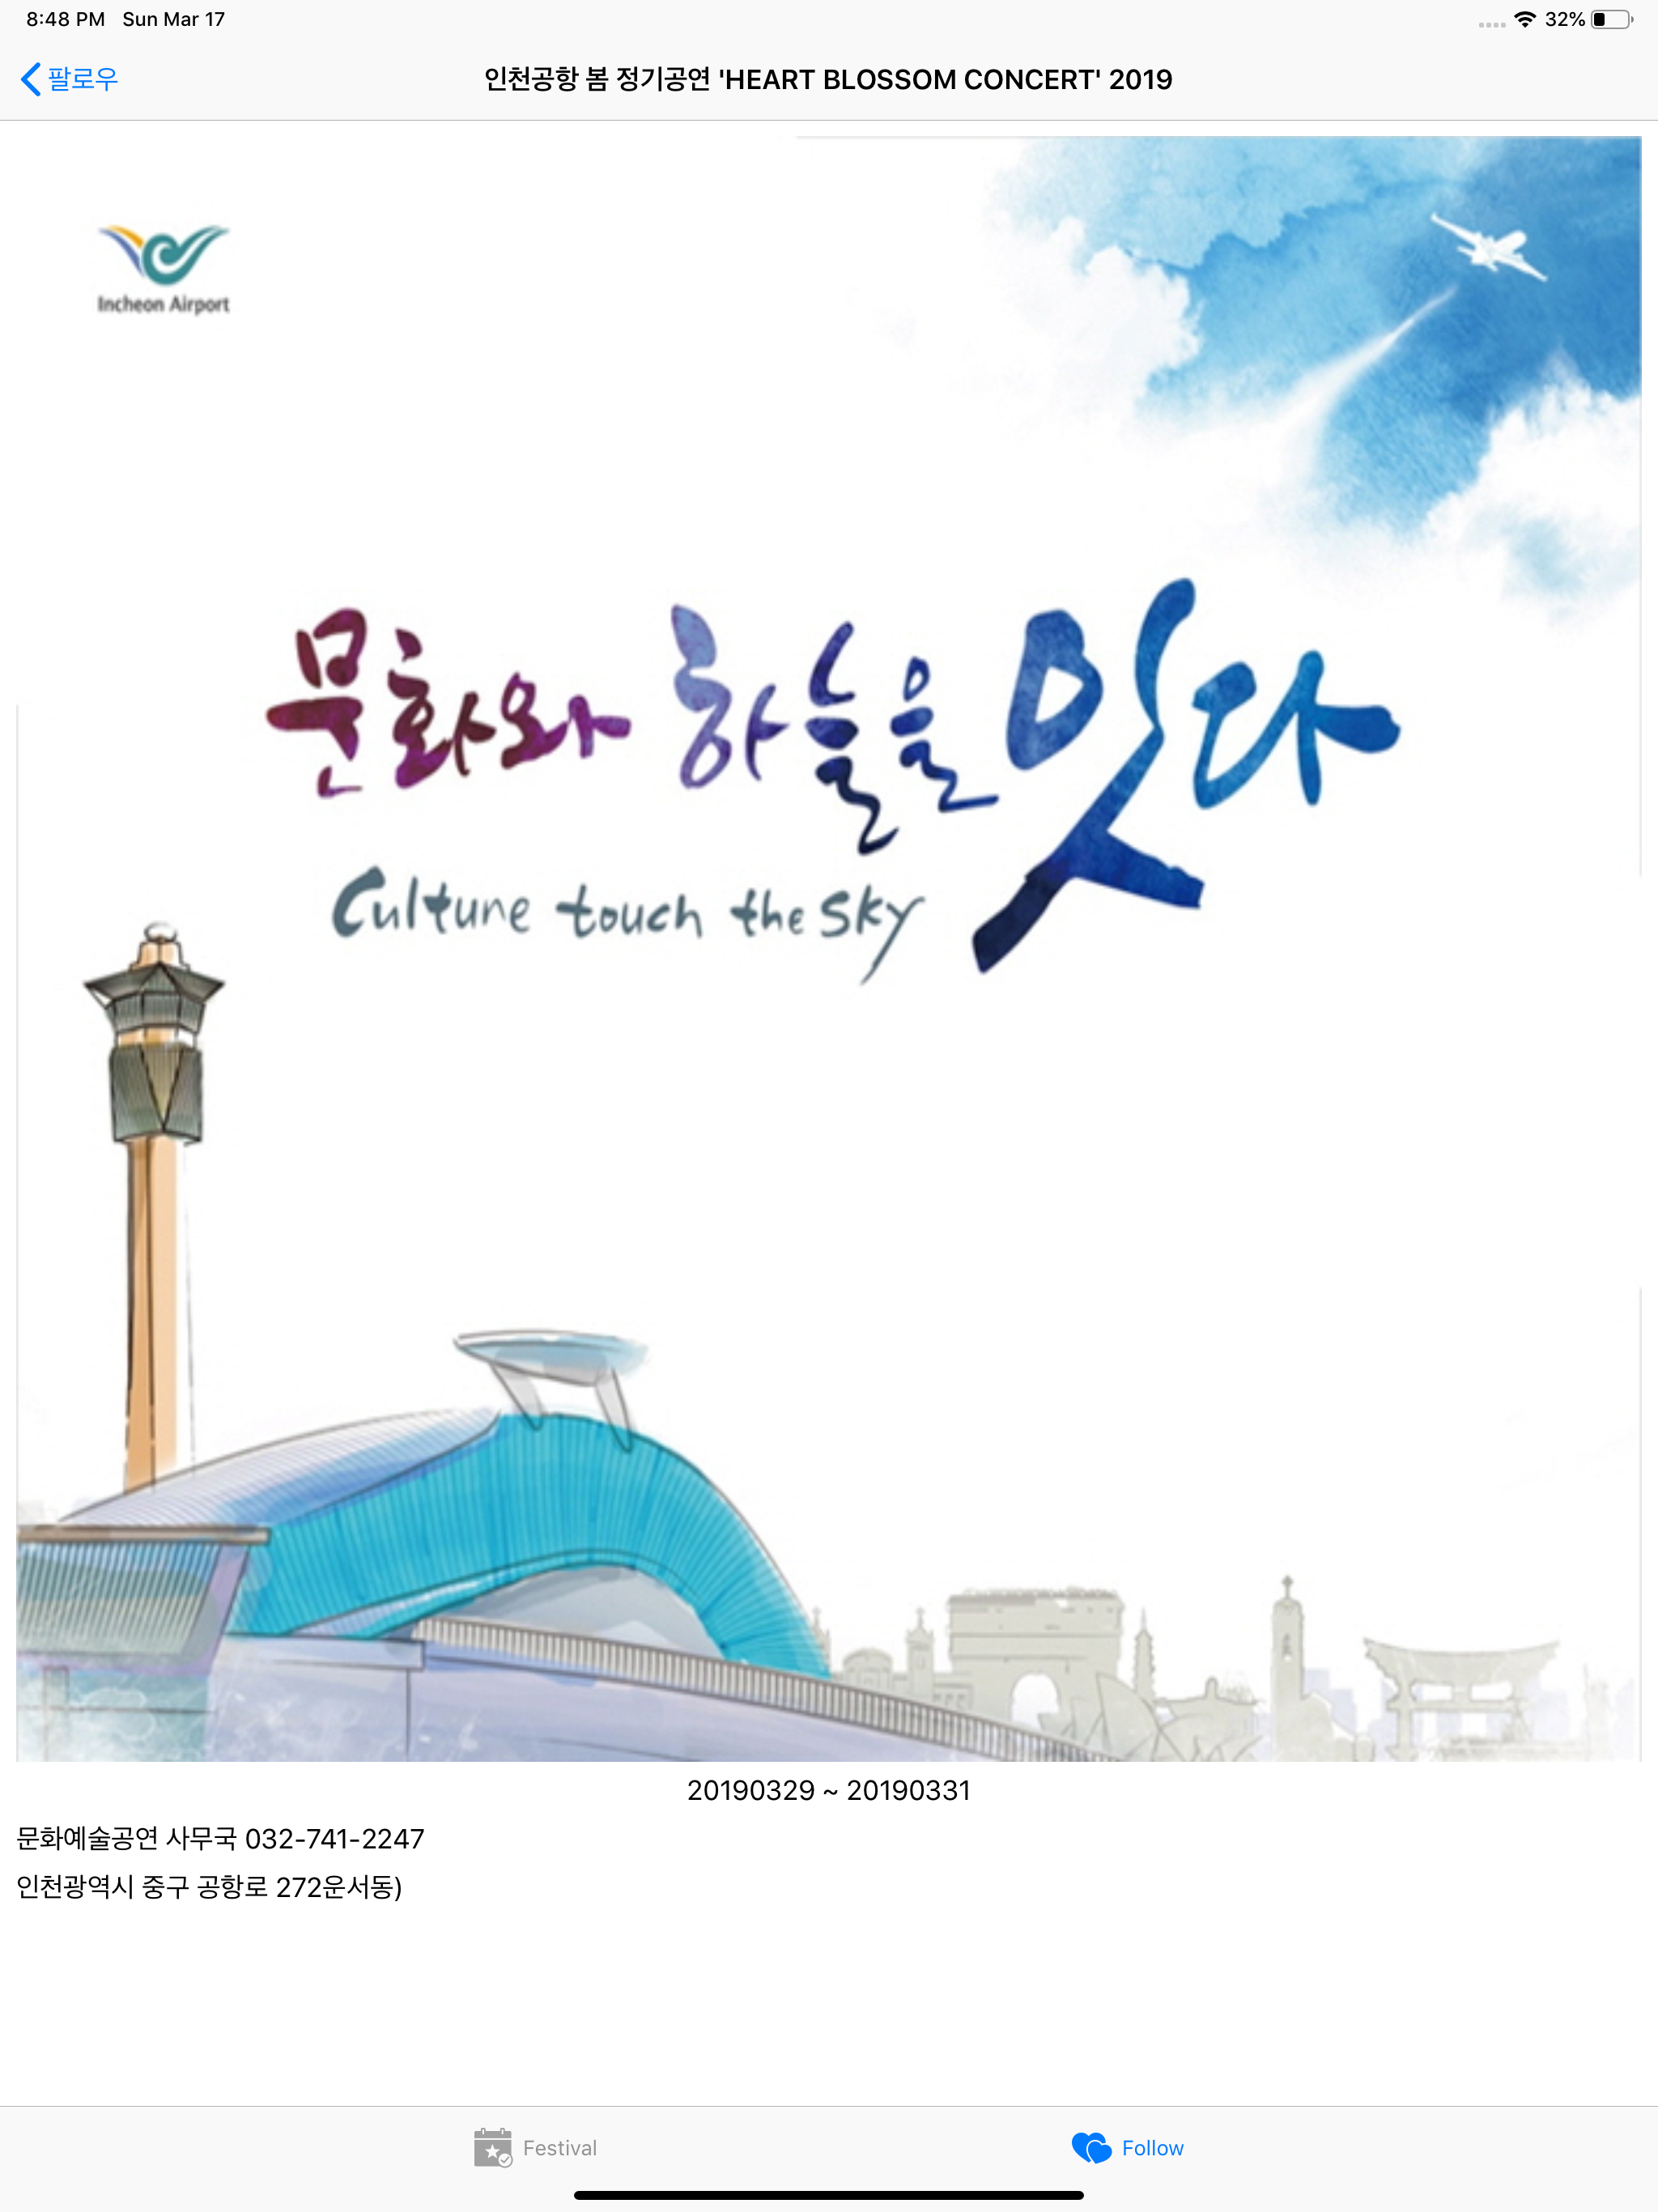 8:48 PM Sun Mar 17
32%
팔로우
인천공항 봄 정기공연 'HEART BLOSSOM CONCERT' 2019
Incheon Airport
문화와 하늘을 잇다
Culture touch the sky
20190329 ~ 20190331
문화예술공연 사무국 032-741-2247
인천광역시 중구 공항로 272운서동)
Festival
Follow